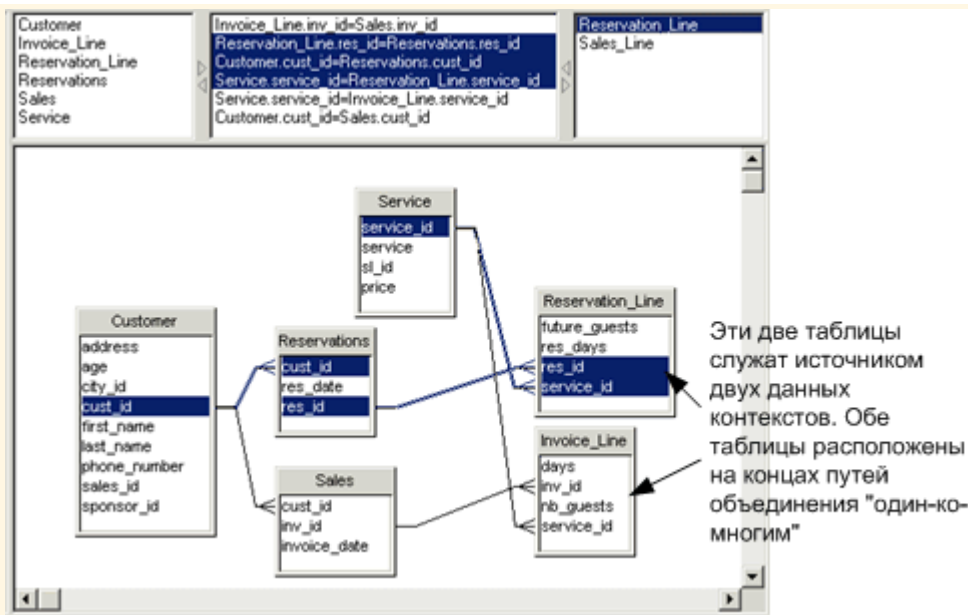 Customer
Invoice_Line
Reservation_Line
Reservations
Sales
Service
Invoice_Line.inv_id=Sales.inv_id
Reservation_Line.res_id=Reservations.res_id
Customer.cust_id=Reservations.cust_id
Service.service_id=Reservation_Line.service_id
Service.service_id=Invoice_Line.service_id
Customer.cust_id=Sales.cust_id
Reservation_Line
Sales_Line
Service
service_id
service
sl_id
price
Customer
address
age
city_id
cust_id
first_name
last_name
phone_number
sales_id
sponsor_id
Reservations
cust_id
res_date
res_id
Sales
cust_id
inv_id
invoice_date
Reservation_Line
future_guests
res_days
res_id
service_id
Invoice_Line
days
inv_id
nb_guests
service_id
Эти две таблицы
служат источником
двух данных
контекстов. Обе
таблицы расположены
на концах путей
объединения "один-ко-
многим"